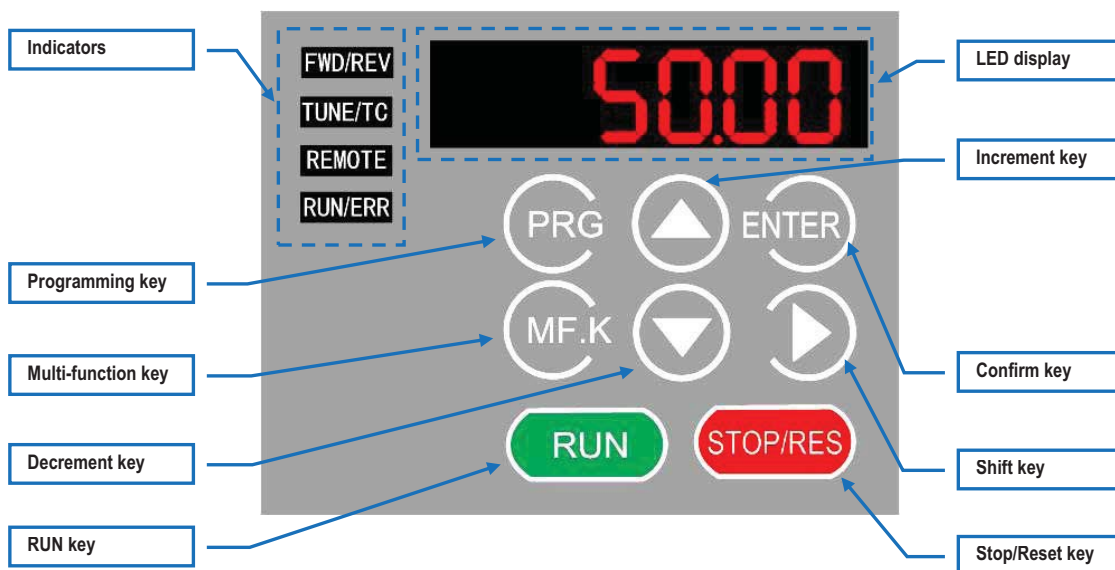 Indicators
FWD/REV
TUNE/TC
REMOTE
RUN/ERR
50.00
LED display
Increment key
PRG
ENTER
Programming key
MF.K
Multi-function key
Confirm key
Decrement key
RUN
STOP/RES
Shift key
RUN key
Stop/Reset key